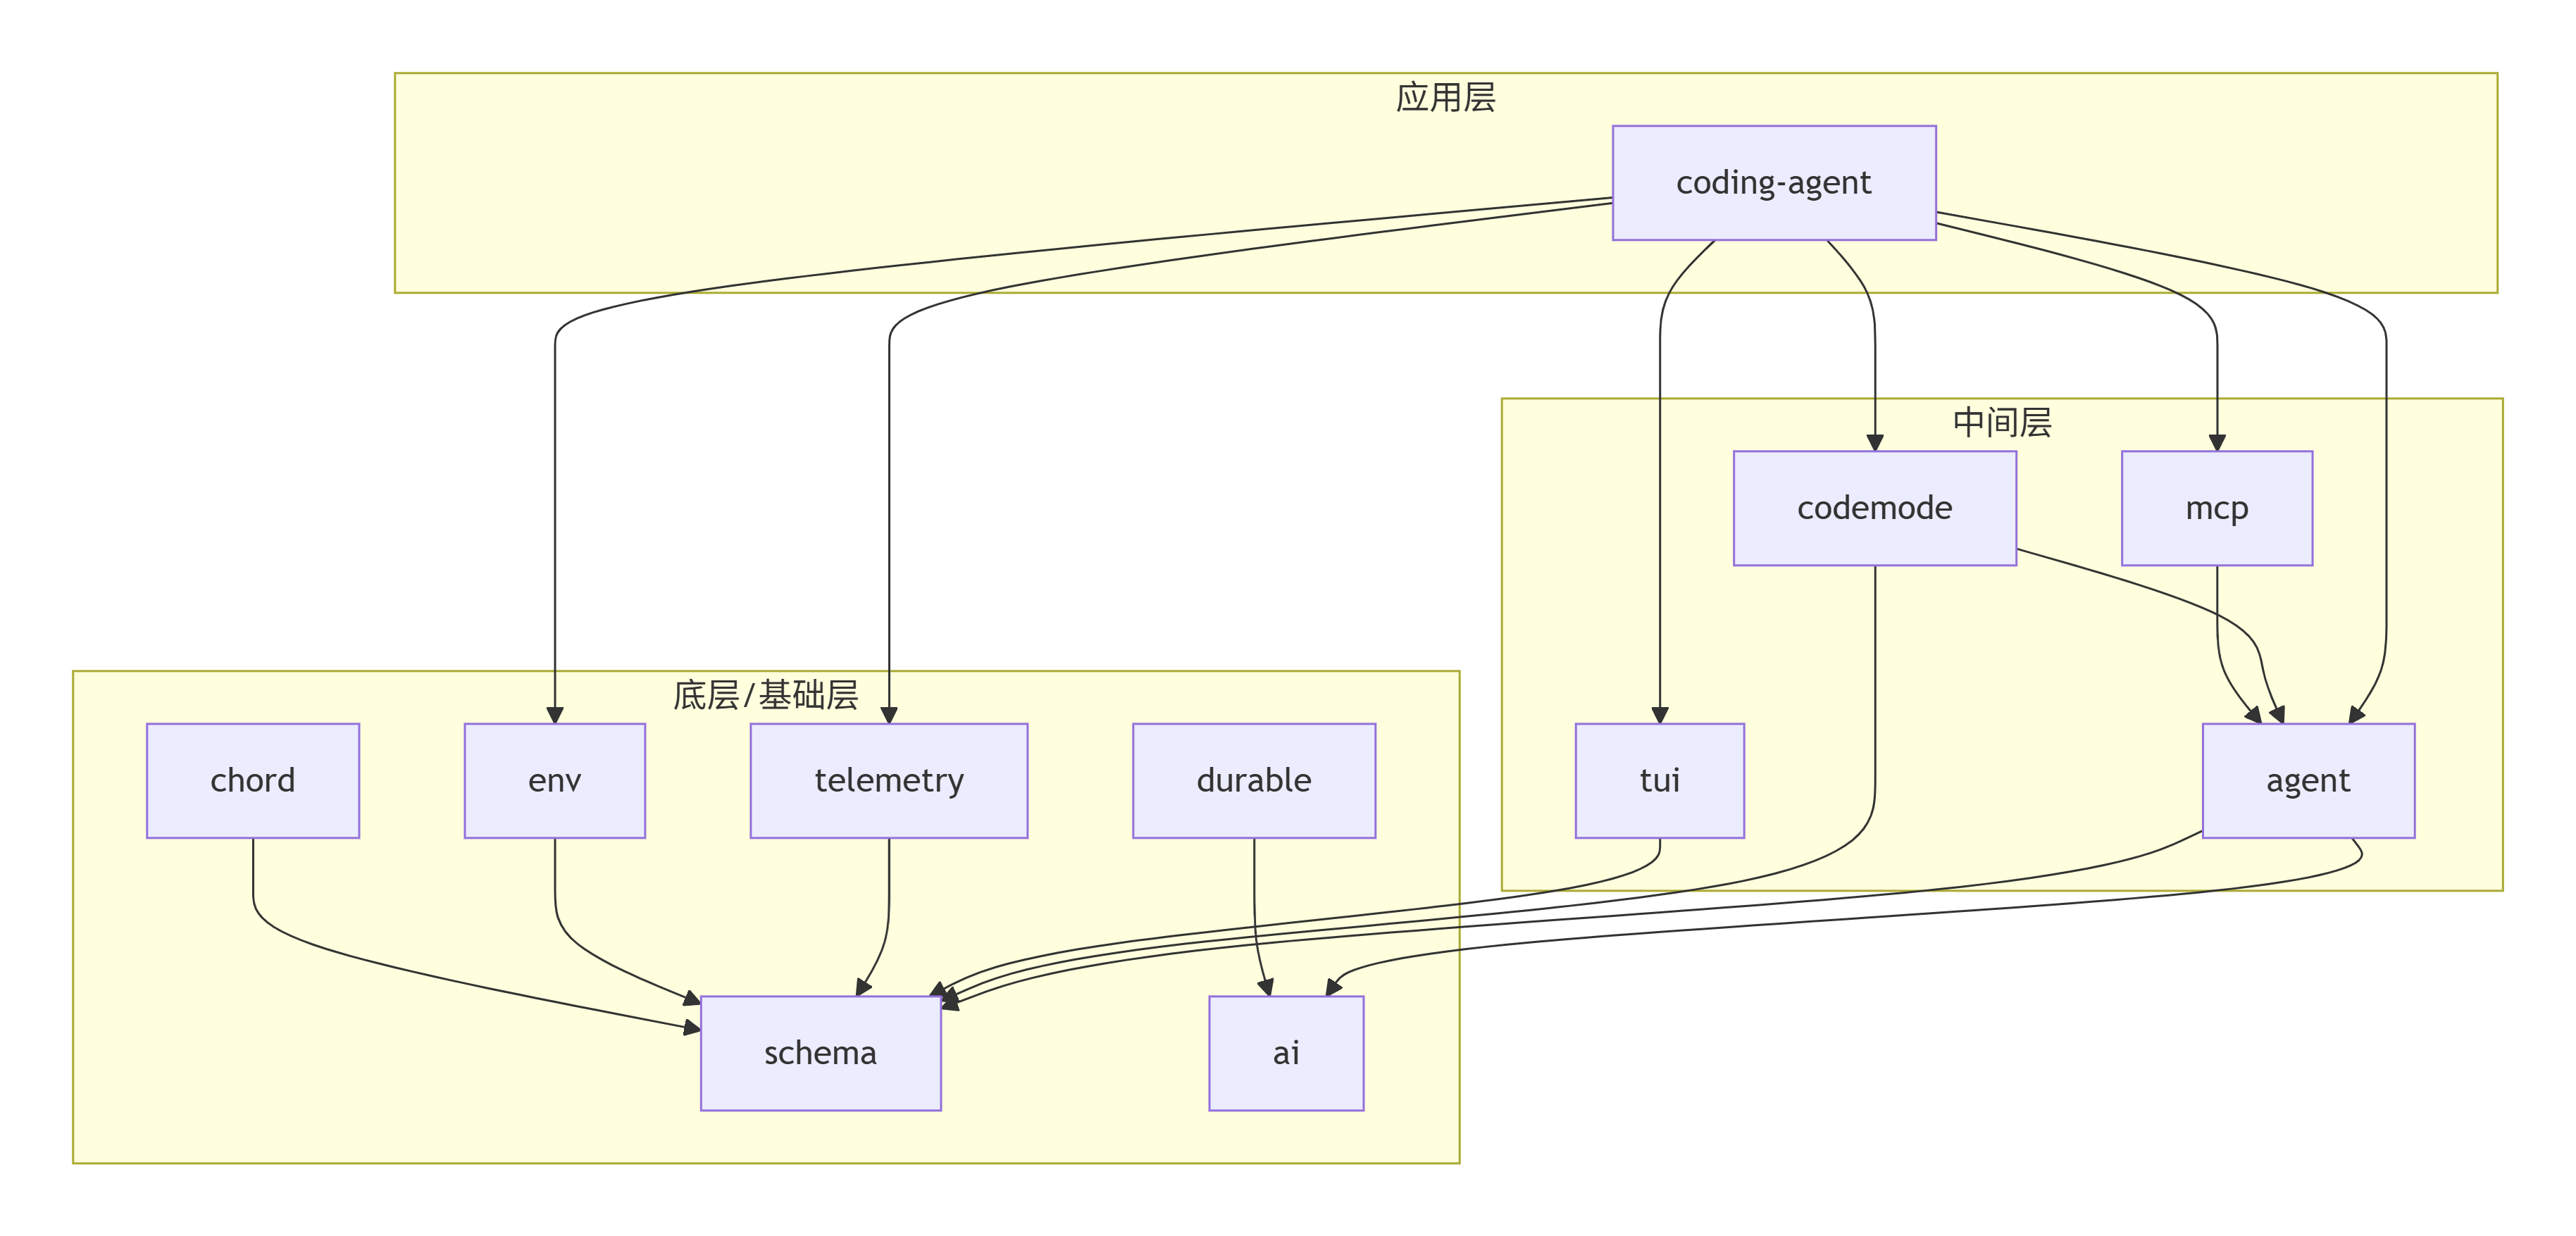 应用层
coding-agent
中间层
codemode
mcp
底层/基础层
chord
env
telemetry
durable
tui
agent
schema
ai